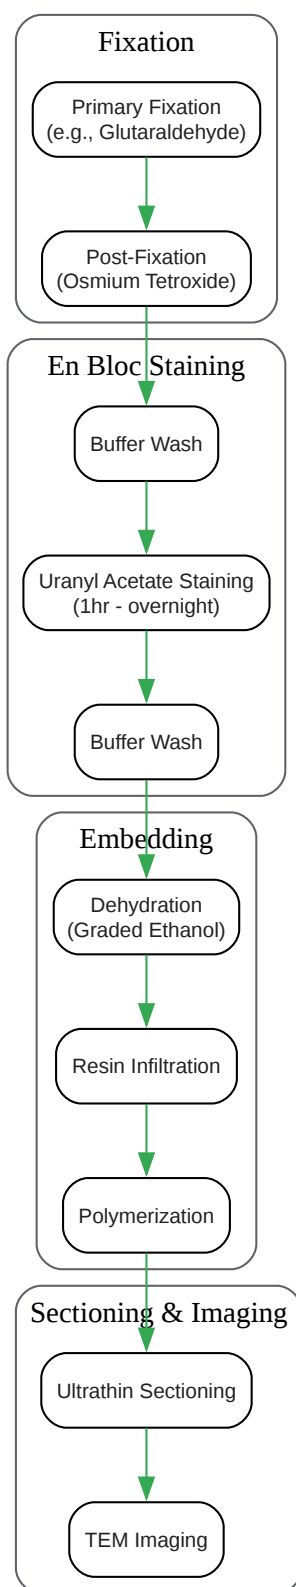 Fixation
Primary Fixation
(e.g., Glutaraldehyde)
Post-Fixation
(Osmium Tetroxide)
En Bloc Staining
Buffer Wash
Uranyl Acetate Staining
(1hr - overnight)
Buffer Wash
Embedding
Dehydration
(Graded Ethanol)
Resin Infiltration
Polymerization
Sectioning & Imaging
Ultrathin Sectioning
TEM Imaging